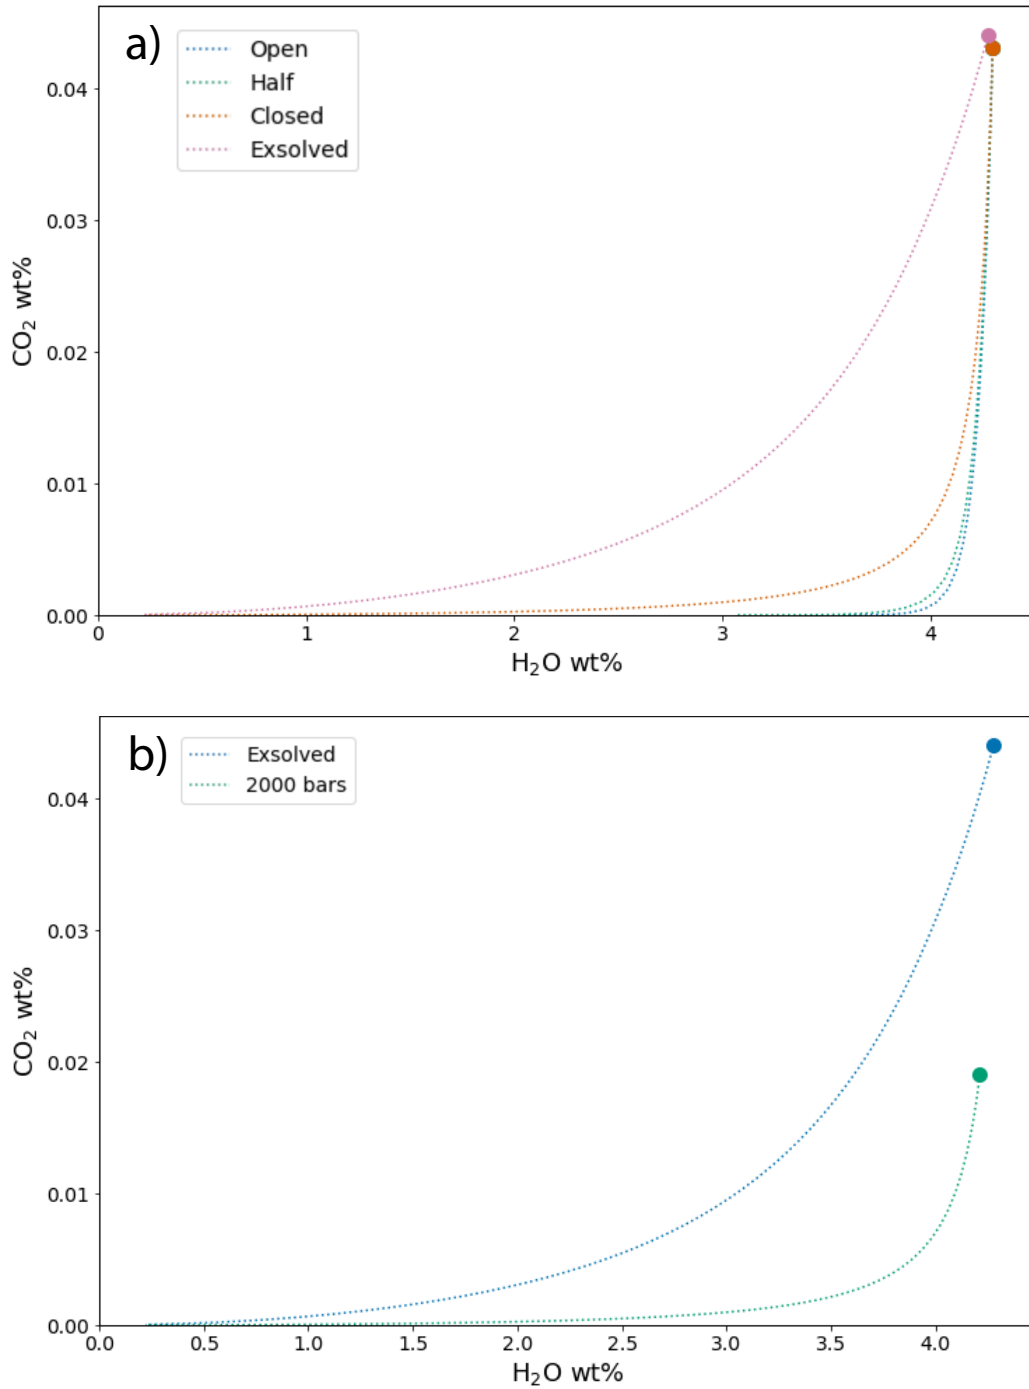 a)
Open
Half
Closed
Exsolved
0.04
0.03
0.02
0.01
0.00
CO₂ wt%
0 1 2 3 4
H₂O wt%
b)
Exsolved
2000 bars
0.04
0.03
0.02
0.01
0.00
CO₂ wt%
0.0 0.5 1.0 1.5 2.0 2.5 3.0 3.5 4.0
H₂O wt%